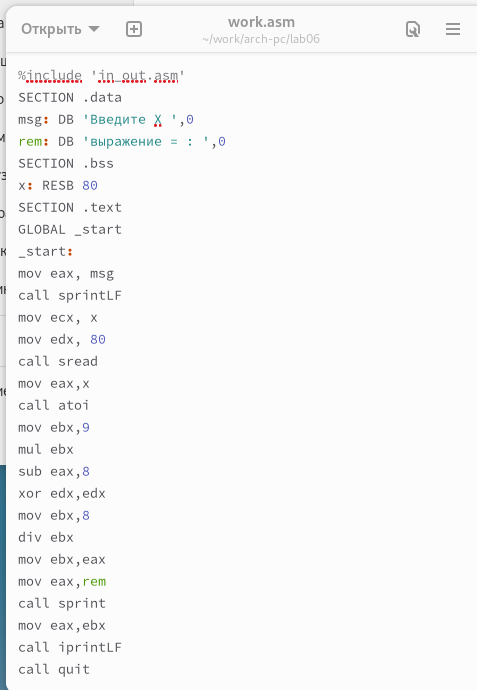 Открыть
work.asm
~/work/arch-pc/lab06
%include 'in_out.asm'
SECTION .data
msg: DB 'Введите X ',0
rem: DB 'выражение = : ',0
SECTION .bss
x: RESB 80
SECTION .text
GLOBAL _start
_start:
mov eax, msg
call sprintLF
mov ecx, x
mov edx, 80
call sread
mov eax,x
call atoi
mov ebx,9
mul ebx
sub eax,8
xor edx,edx
mov ebx,8
div ebx
mov ebx,eax
mov eax,rem
call sprint
mov eax,ebx
call iprintLF
call quit